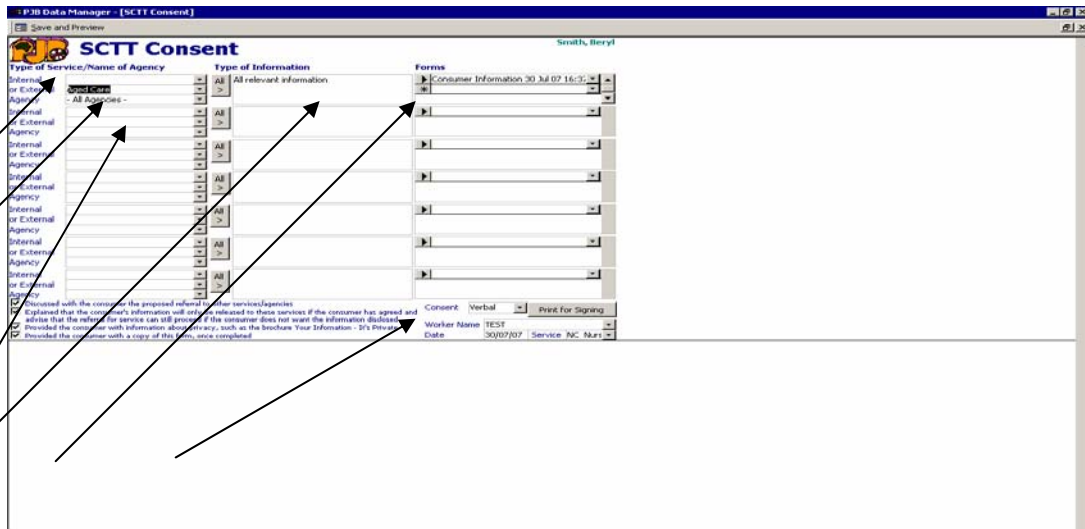 PJB Data Manager - [SCTT Consent]
Save and Preview
PJB SCTT Consent
Smith, Beryl
Type of Service/Name of Agency Type of Information Forms
Internal All All relevant information Consumer Information 30 Jul 07 16:3
or External Aged Care >
Agency - All Agencies -
Internal All
or External >
Agency
Internal All
or External >
Agency
Internal All
or External >
Agency
Internal All
or External >
Agency
Internal All
or External >
Agency
Internal All
or External >
Agency
Discussed with the consumer the proposed referral to other services/agencies
Explained that the consumer's information will only be released to these services if the consumer has agreed and
advise that the referral for service can still proceed if the consumer does not want the information disclosed
Provided the consumer with information about privacy, such as the brochure Your Information - It's Private
Provided the consumer with a copy of this form, once completed
Consent Verbal Print for Signing
Worker Name TEST
Date 30/07/07 Service NC Nurs